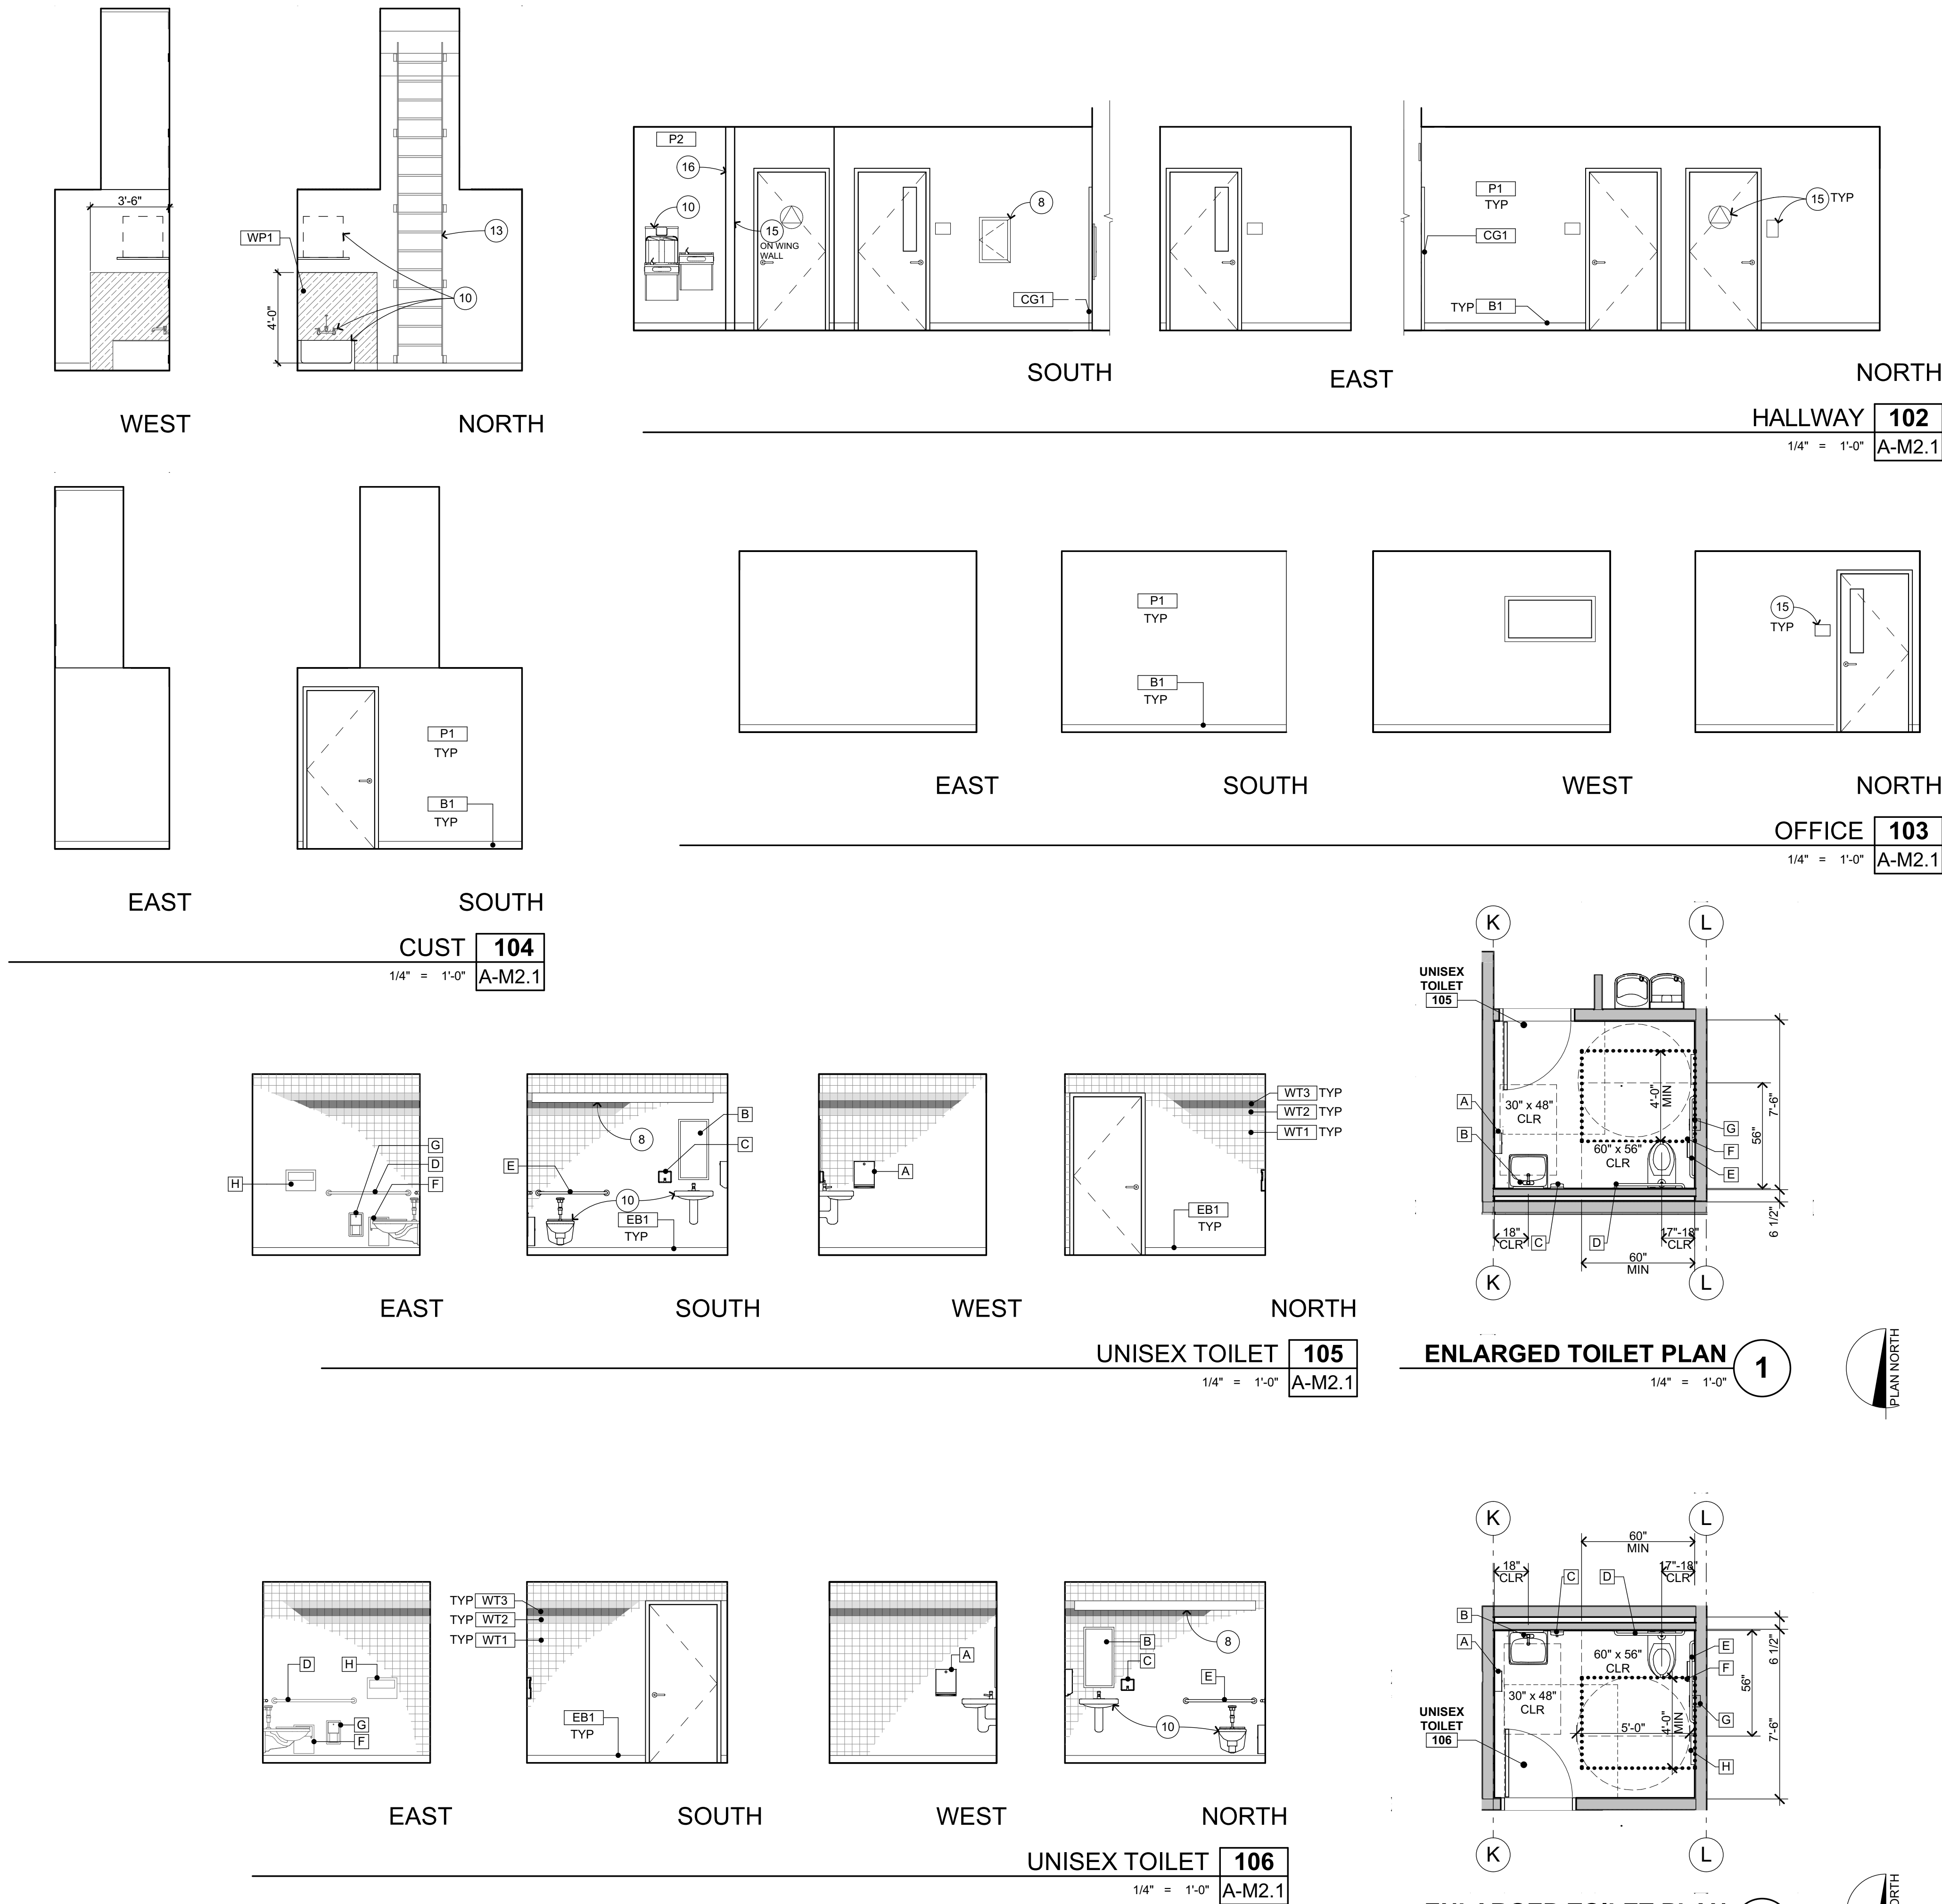 3'-6"
WP1
4'-0"
10
13
WEST
NORTH
P2
16
10
15
ON WING
WALL
8
CG1
P1
TYP
CG1
TYP B1
15 TYP
SOUTH
EAST
NORTH
HALLWAY 102
1/4" = 1'-0" A-M2.1
P1
TYP
B1
TYP
EAST
SOUTH
CUST 104
1/4" = 1'-0" A-M2.1
P1
TYP
B1
TYP
15
TYP
EAST
SOUTH
WEST
NORTH
OFFICE 103
1/4" = 1'-0" A-M2.1
H
G
D
F
E
8
10
EB1
TYP
B
C
A
WT3 TYP
WT2 TYP
WT1 TYP
EB1
TYP
EAST
SOUTH
WEST
NORTH
UNISEX TOILET 105
1/4" = 1'-0" A-M2.1
K
L
UNISEX
TOILET
105
A
B
30" x 48"
CLR
4'-0"
MIN
60" x 56"
CLR
56"
7'-6"
6 1/2"
G
F
E
18"
CLR
C
D
17"-18"
CLR
60"
MIN
K
L
ENLARGED TOILET PLAN 1
1/4" = 1'-0"
PLAN NORTH
D
H
G
F
TYP WT3
TYP WT2
TYP WT1
EB1
TYP
A
B
C
8
E
10
EAST
SOUTH
WEST
NORTH
UNISEX TOILET 106
1/4" = 1'-0" A-M2.1
K
L
60"
MIN
18"
CLR
C
D
17"-18"
CLR
B
A
60" x 56"
CLR
30" x 48"
CLR
5'-0"
4'-0"
MIN
56"
6 1/2"
7'-6"
E
F
G
H
UNISEX
TOILET
106
K
L